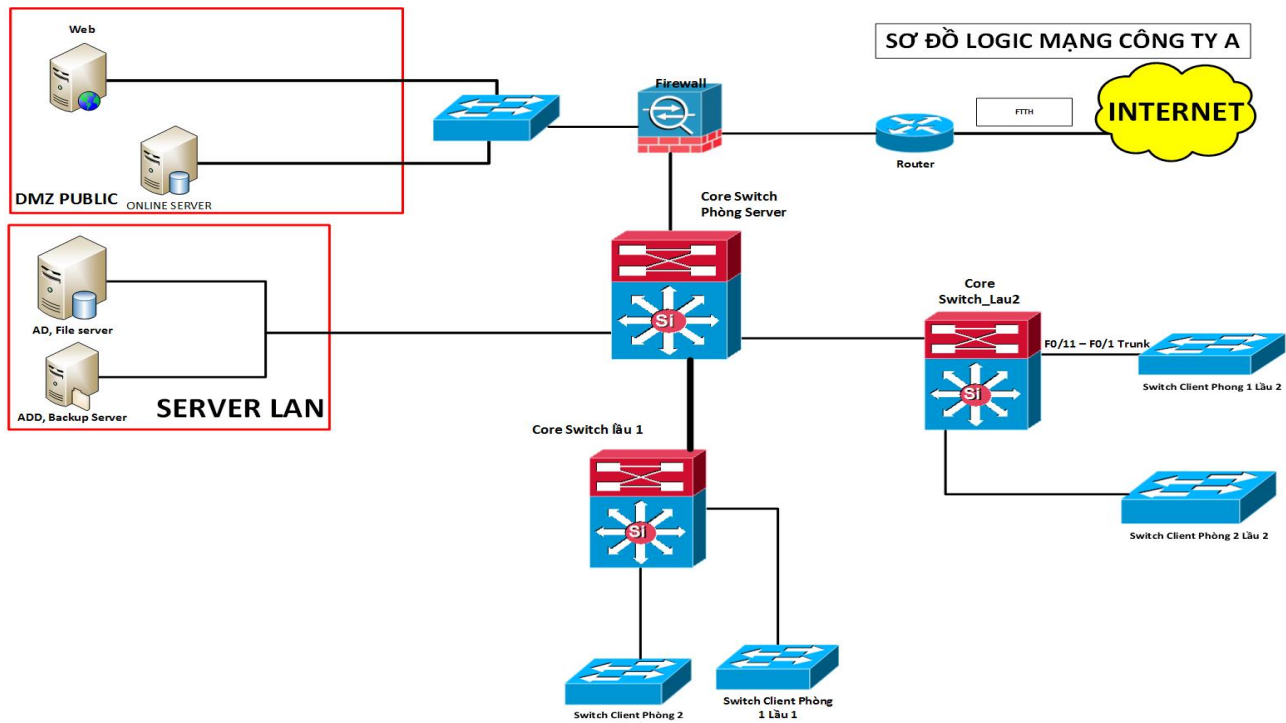 Web
SƠ ĐỒ LOGIC MẠNG CÔNG TY A
Firewall
FTTH
INTERNET
Router
DMZ PUBLIC
ONLINE SERVER
Core Switch
Phòng Server
Si
AD, File server
ADD, Backup Server
SERVER LAN
Core
Switch_Lau2
F0/11 – F0/1 Trunk
Si
Switch Client Phong 1 Lầu 2
Switch Client Phòng 2 Lầu 2
Core Switch lầu 1
Si
Switch Client Phòng 2
Switch Client Phòng
1 Lầu 1